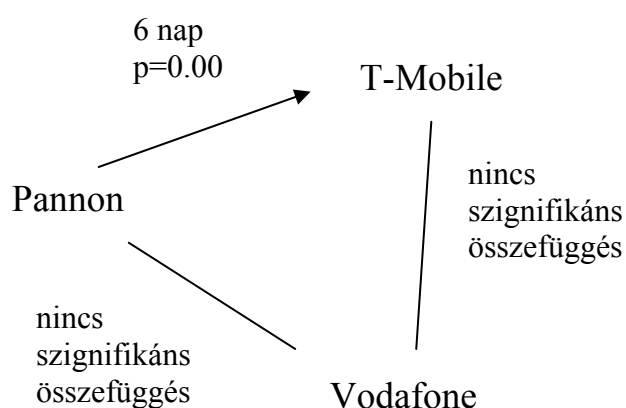 6 nap
p=0.00
T-Mobile
Pannon
nincs
szignifikáns
összefüggés
nincs
szignifikáns
összefüggés
Vodafone